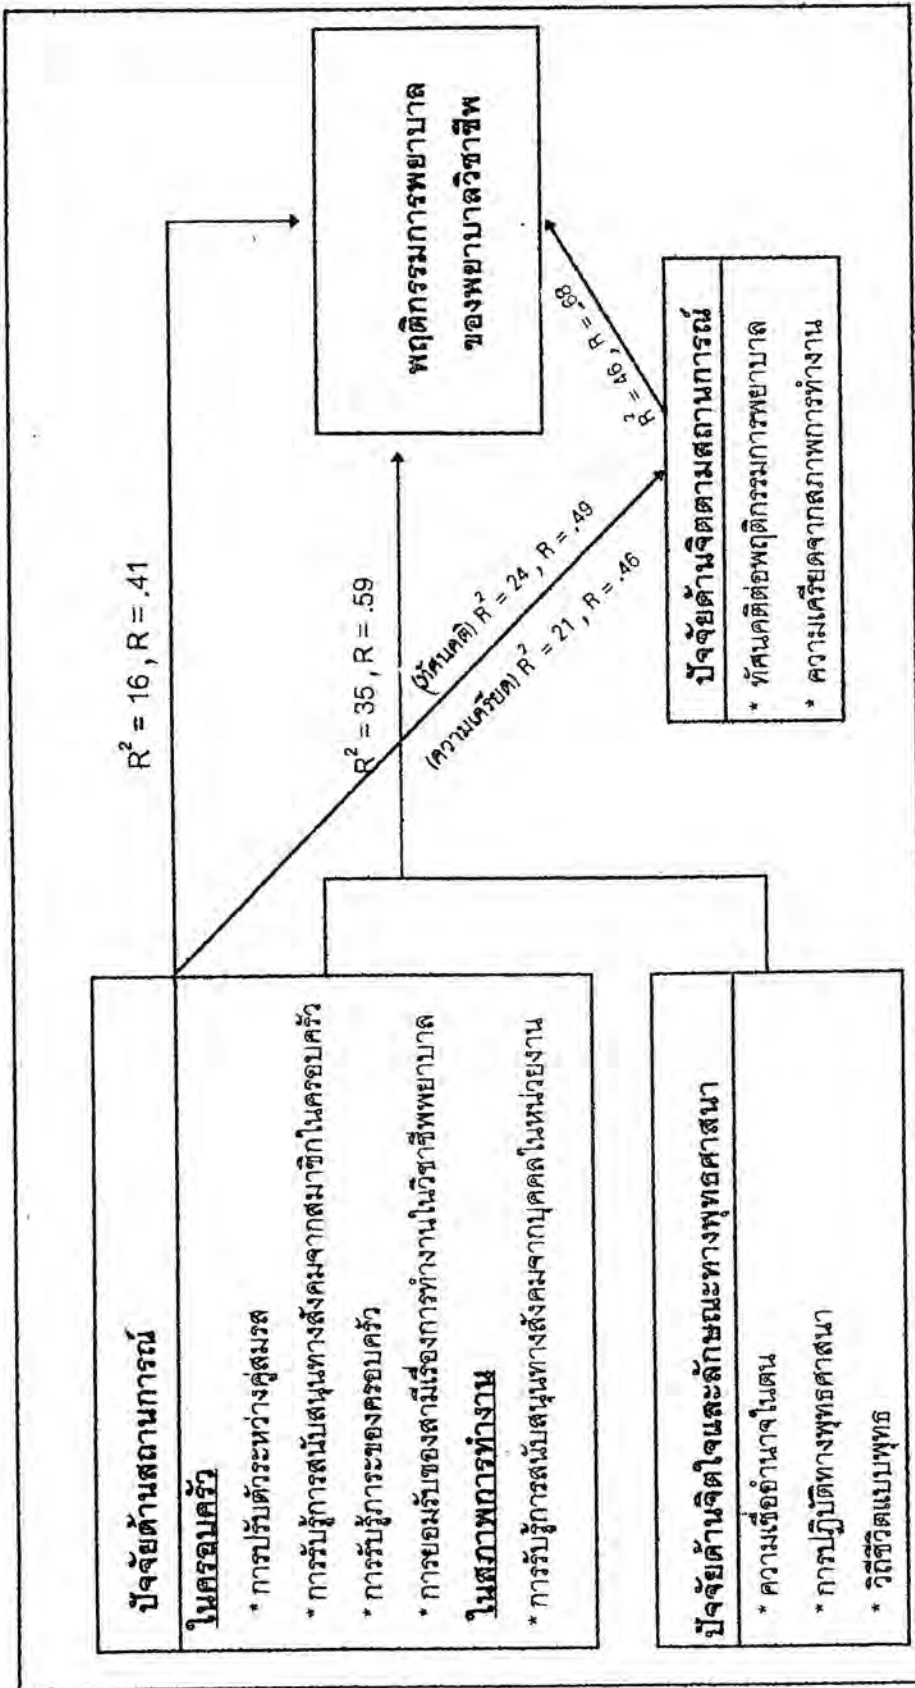 ปัจจัยด้านสถานการณ์
ในครอบครัว
* การปรับตัวระหว่างคู่สมรส
* การรับรู้การสนับสนุนทางสังคมจากสมาชิกในครอบครัว
* การรับรู้ภาระของครอบครัว
* การยอมรับของสามีเรื่องการทำงานในวิชาชีพพยาบาล
ในสภาพการทำงาน
* การรับรู้การสนับสนุนทางสังคมจากบุคคลในหน่วยงาน
ปัจจัยด้านจิตใจและลักษณะทางพุทธศาสนา
* ความเชื่ออำนาจในตน
* การปฏิบัติทางพุทธศาสนา
* วิถีชีวิตแบบพุทธ
R² = 16 , R = .41
R² = 35 , R = .59
(ทัศนคติ) R² = 24 , R = .49
(ความเครียด) R² = 21 , R = .46
R² = 46 , R = .68
พฤติกรรมการพยาบาล
ของพยาบาลวิชาชีพ
ปัจจัยด้านจิตตามสถานการณ์
* ทัศนคติต่อพฤติกรรมการพยาบาล
* ความเครียดจากสภาพการทำงาน